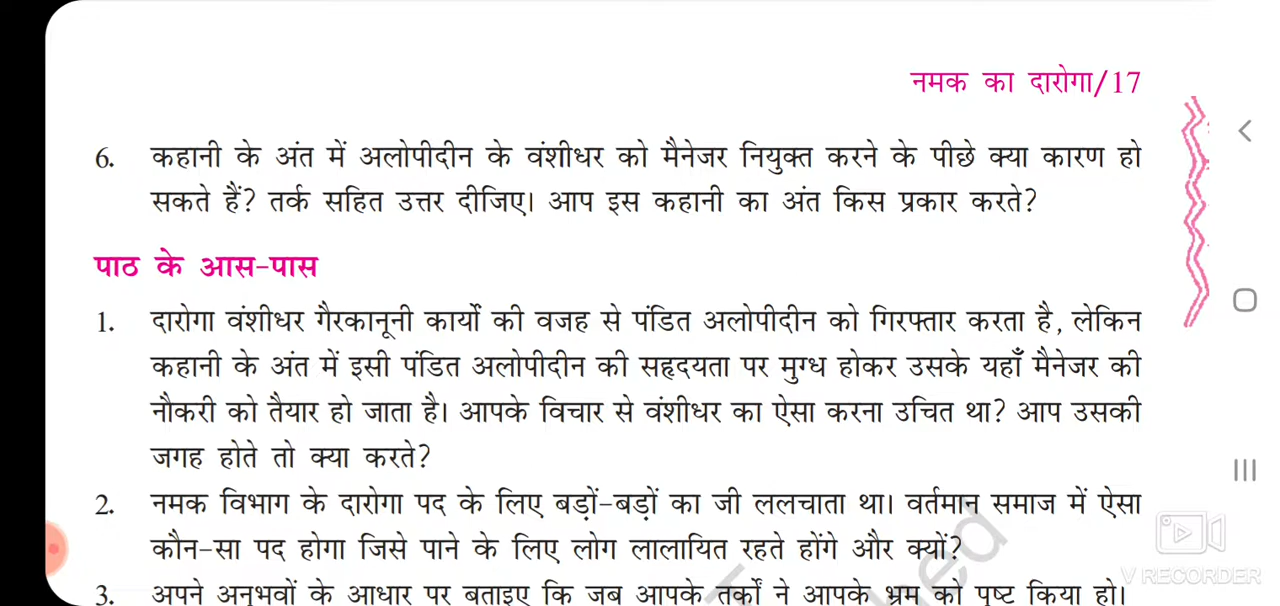 नमक का दारोगा/17
6. कहानी के अंत में अलोपीदीन के वंशीधर को मैनेजर नियुक्त करने के पीछे क्या कारण हो
सकते हैं? तर्क सहित उत्तर दीजिए। आप इस कहानी का अंत किस प्रकार करते?
पाठ के आस-पास
1. दारोगा वंशीधर गैरकानूनी कार्यों की वजह से पंडित अलोपीदीन को गिरफ्तार करता है, लेकिन
कहानी के अंत में इसी पंडित अलोपीदीन की सहृदयता पर मुग्ध होकर उसके यहाँ मैनेजर की
नौकरी को तैयार हो जाता है। आपके विचार से वंशीधर का ऐसा करना उचित था? आप उसकी
जगह होते तो क्या करते?
2. नमक विभाग के दारोगा पद के लिए बड़ों-बड़ों का जी ललचाता था। वर्तमान समाज में ऐसा
कौन-सा पद होगा जिसे पाने के लिए लोग लालायित रहते होंगे और क्यों?
3. अपने अनुभवों के आधार पर बताइए कि जब आपके तर्कों ने आपके भ्रम को पुष्ट किया हो।
V RECORDER